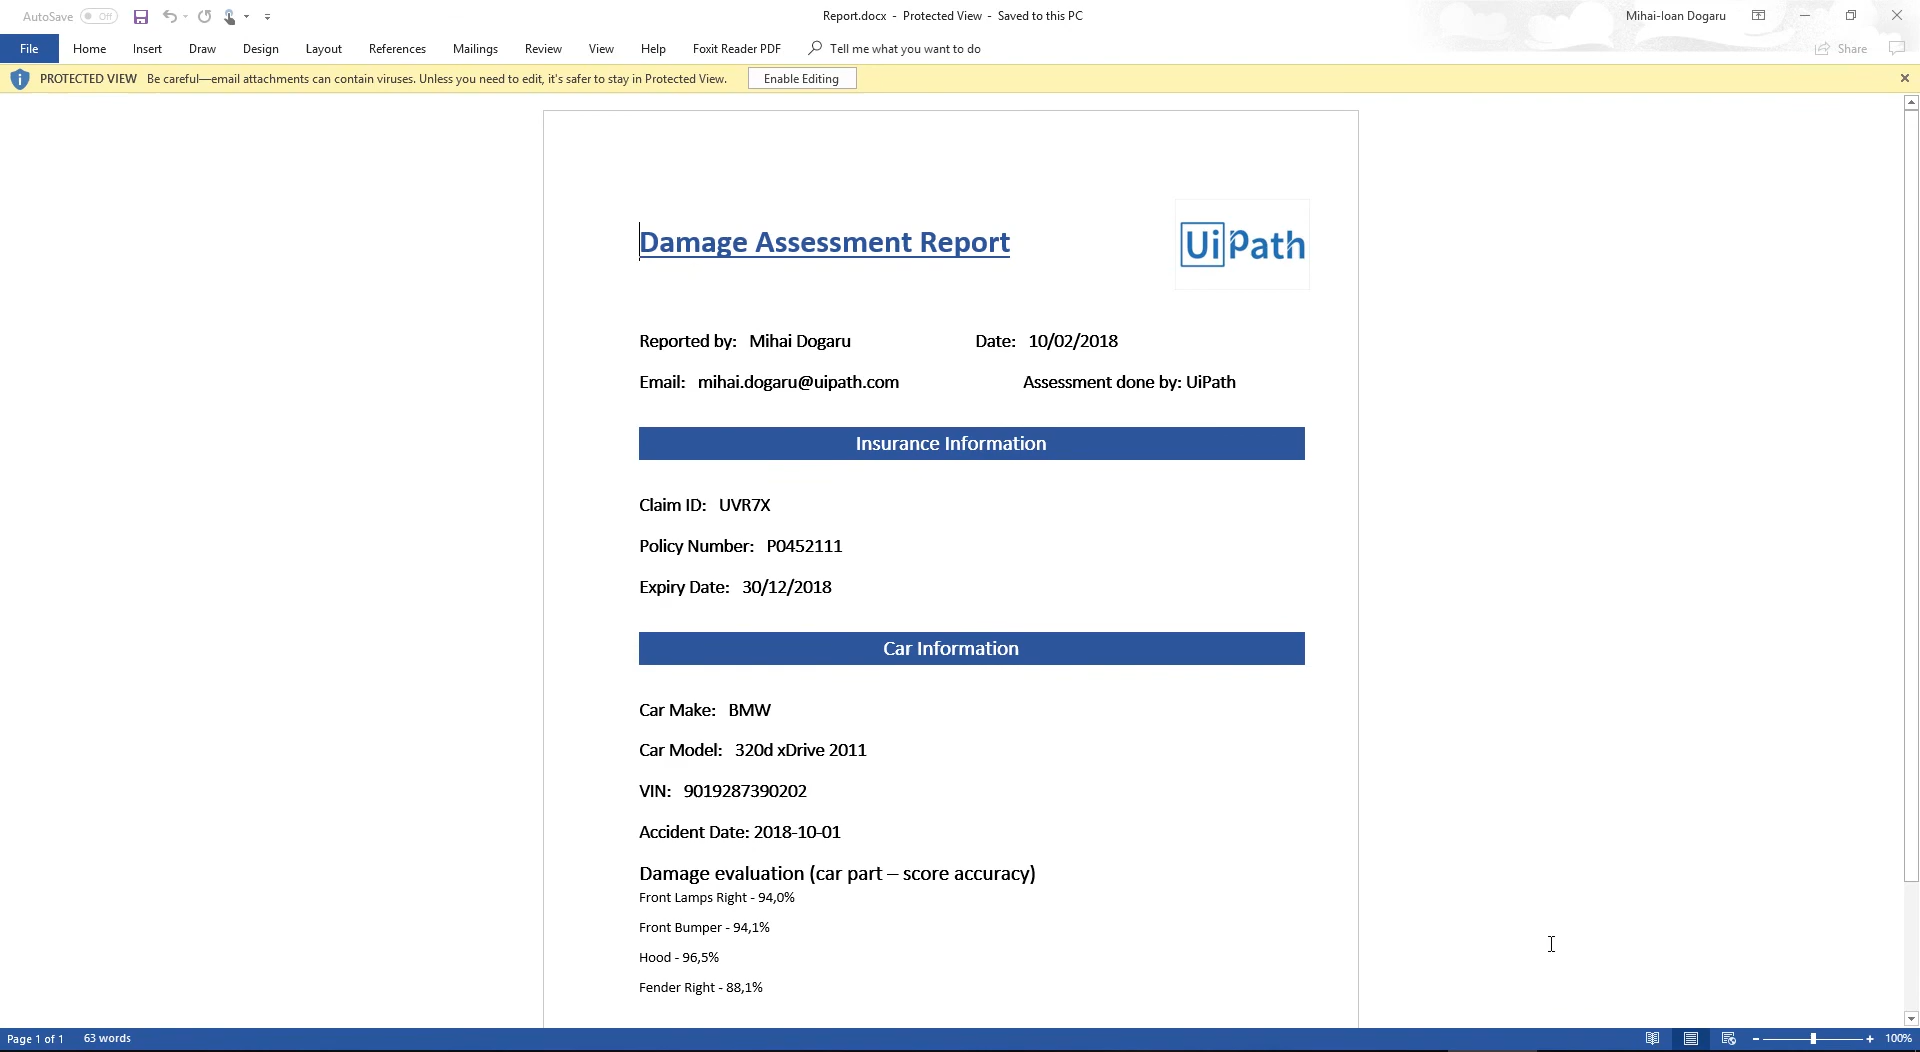 AutoSave Off
Report.docx - Protected View - Saved to this PC
Mihai-Ioan Dogaru
File Home Insert Draw Design Layout References Mailings Review View Help Foxit Reader PDF Tell me what you want to do
Share
PROTECTED VIEW Be careful—email attachments can contain viruses. Unless you need to edit, it's safer to stay in Protected View. Enable Editing
Damage Assessment Report
UiPath
Reported by: Mihai Dogaru Date: 10/02/2018
Email: mihai.dogaru@uipath.com Assessment done by: UiPath
Insurance Information
Claim ID: UVR7X
Policy Number: P0452111
Expiry Date: 30/12/2018
Car Information
Car Make: BMW
Car Model: 320d xDrive 2011
VIN: 9019287390202
Accident Date: 2018-10-01
Damage evaluation (car part – score accuracy)
Front Lamps Right - 94,0%
Front Bumper - 94,1%
Hood - 96,5%
Fender Right - 88,1%
Page 1 of 1 63 words
100%